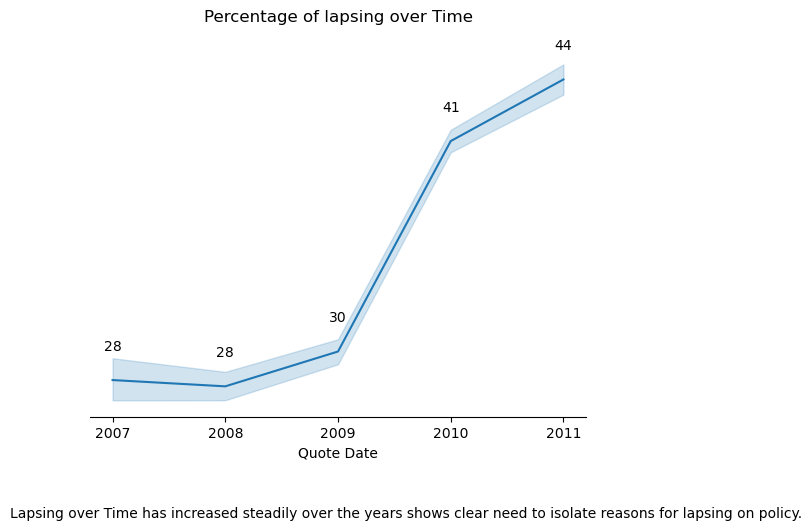 Percentage of lapsing over Time
44
41
30
28
28
2007 2008 2009 2010 2011
Quote Date
Lapsing over Time has increased steadily over the years shows clear need to isolate reasons for lapsing on policy.